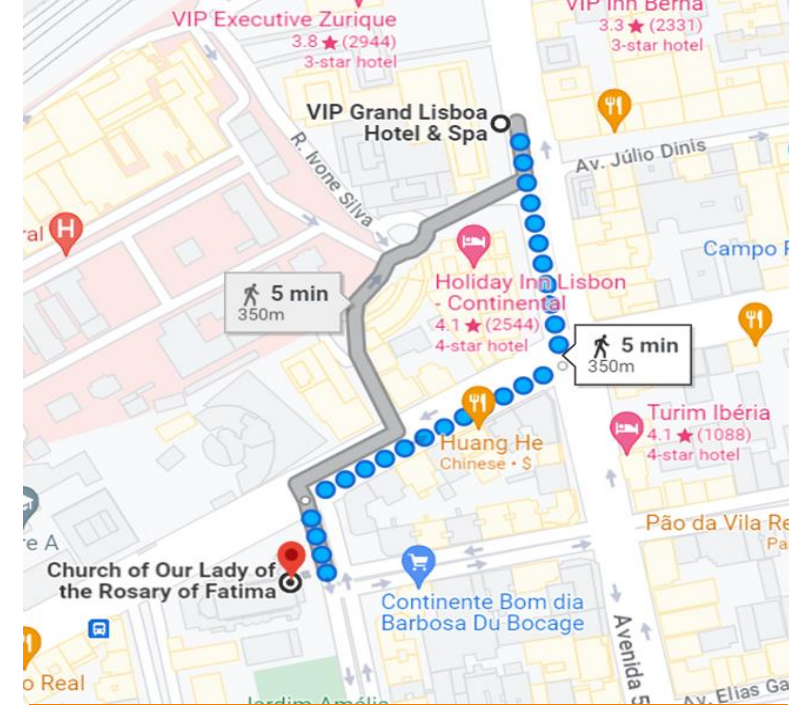 VIP Executive Zurique
3.8 ★ (2944)
3-star hotel
VIP Inn Berna
3.3 ★ (2331)
3-star hotel
VIP Grand Lisboa
Hotel & Spa
R. Ivone Silva
Av. Júlio Dinis
H
Campo
5 min
350m
Holiday Inn Lisbon
- Continental
4.1 ★ (2544)
4-star hotel
5 min
350m
Turim Ibéria
4.1 ★ (1088)
4-star hotel
Huang He
Chinese • $
Pão da Vila Re
Pa
e A
Church of Our Lady of
the Rosary of Fatima
Continente Bom dia
Barbosa Du Bocage
Avenida 5
o Real
Jardim Amélia
Av. Elias Ga